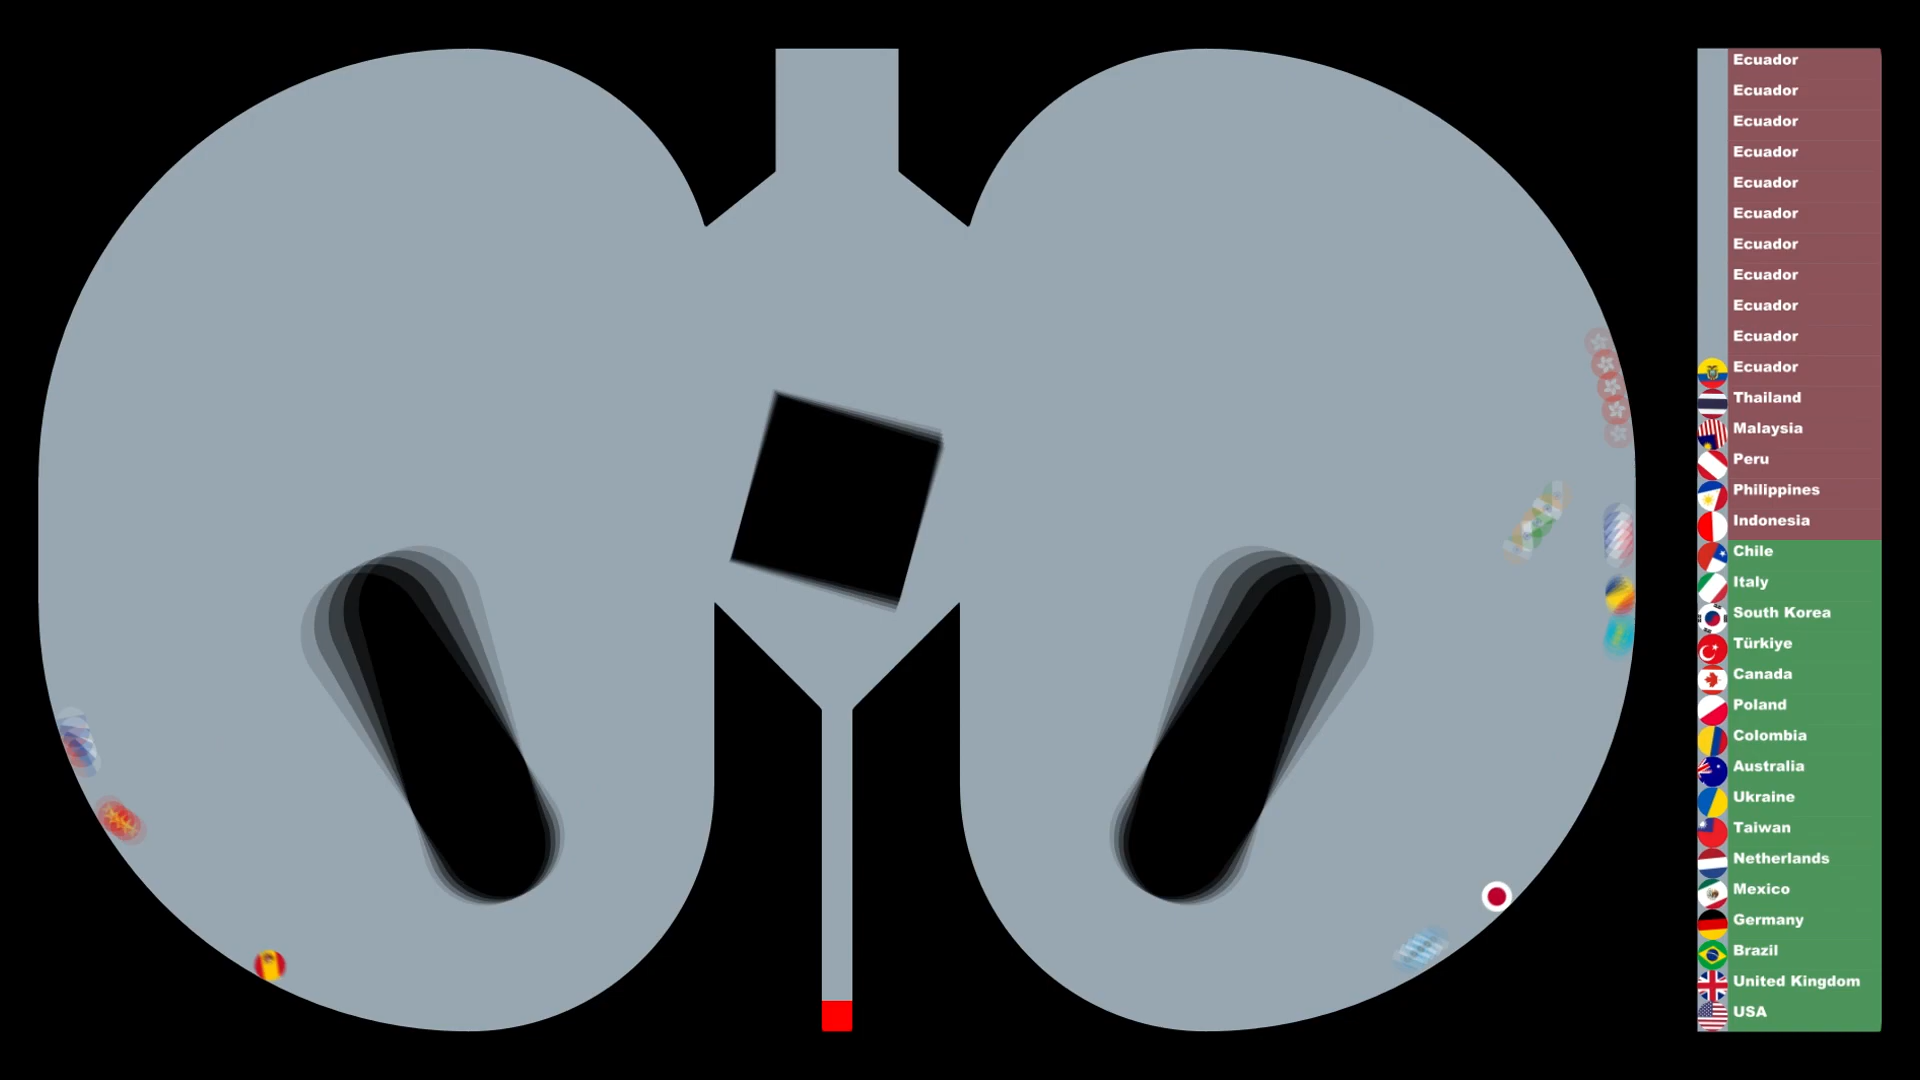 Ecuador
Ecuador
Ecuador
Ecuador
Ecuador
Ecuador
Ecuador
Ecuador
Ecuador
Ecuador
Ecuador
Thailand
Malaysia
Peru
Philippines
Indonesia
Chile
Italy
South Korea
Türkiye
Canada
Poland
Colombia
Australia
Ukraine
Taiwan
Netherlands
Mexico
Germany
Brazil
United Kingdom
USA